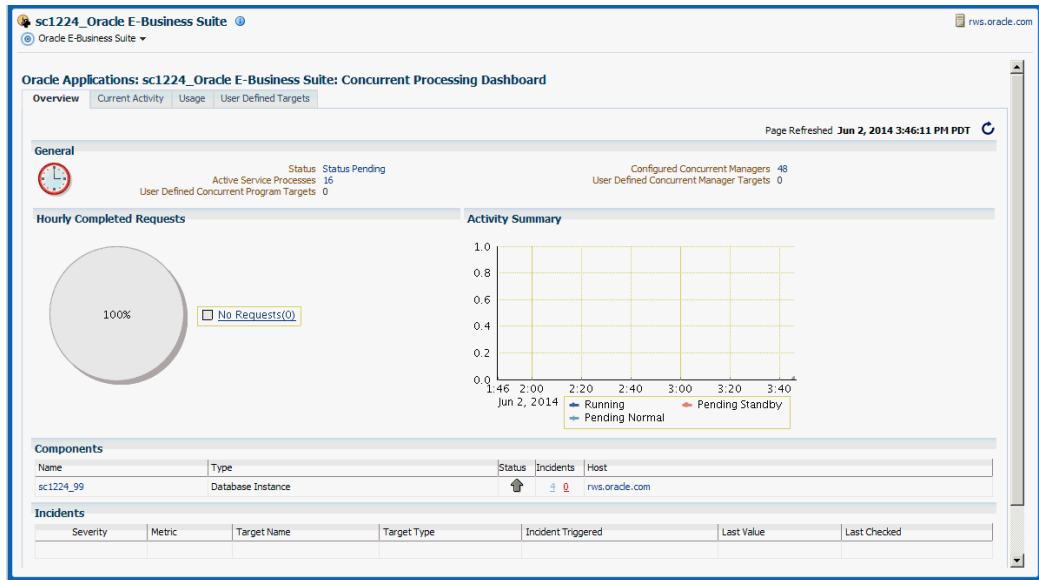 sc1224_Oracle E-Business Suite
rws.oracle.com
Oracle E-Business Suite
Oracle Applications: sc1224_Oracle E-Business Suite: Concurrent Processing Dashboard
Overview Current Activity Usage User Defined Targets
Page Refreshed Jun 2, 2014 3:46:11 PM PDT
General
Status Status Pending
Active Service Processes 16
User Defined Concurrent Program Targets 0
Configured Concurrent Managers 48
User Defined Concurrent Manager Targets 0
Hourly Completed Requests
100%
No Requests(0)
Activity Summary
1.0
0.8
0.6
0.4
0.2
0.0
1:46 2:00 2:20 2:40 3:00 3:20 3:40
Jun 2, 2014
Running Pending Standby
Pending Normal
Components
Name Type Status Incidents Host
sc1224_99 Database Instance 4 0 rws.oracle.com
Incidents
Severity Metric Target Name Target Type Incident Triggered Last Value Last Checked